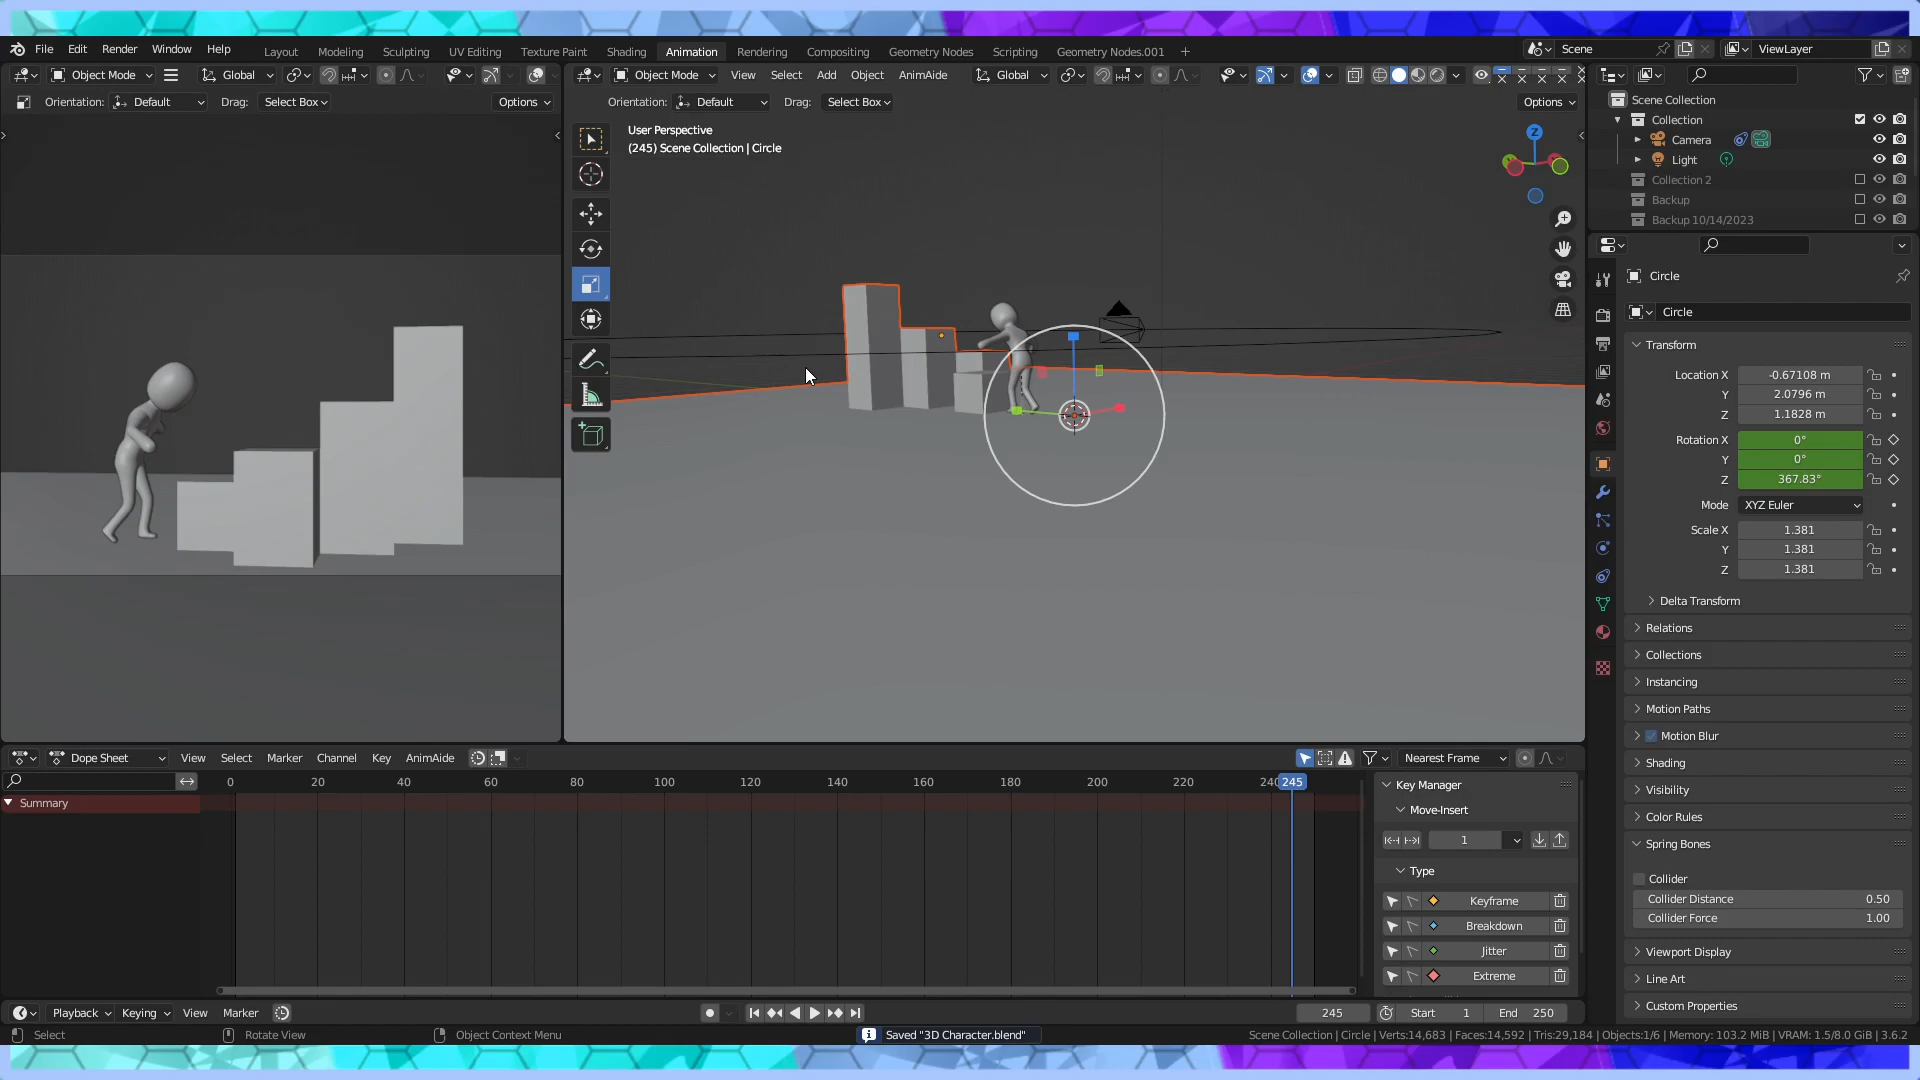 File Edit Render Window Help Layout Modeling Sculpting UV Editing Texture Paint Shading Animation Rendering Compositing Geometry Nodes Scripting Geometry Nodes.001 + Scene ViewLayer
Object Mode Global Object Mode View Select Add Object AnimAide Global
Orientation: Default Drag: Select Box Options Orientation: Default Drag: Select Box Options
User Perspective
(245) Scene Collection | Circle
Z
Scene Collection
Collection
Camera
Light
Collection 2
Backup
Backup 10/14/2023
Circle
Circle
Transform
Location X -0.67108 m
Y 2.0796 m
Z 1.1828 m
Rotation X 0°
Y 0°
Z 367.83°
Mode XYZ Euler
Scale X 1.381
Y 1.381
Z 1.381
Delta Transform
Relations
Collections
Instancing
Motion Paths
Motion Blur
Shading
Visibility
Color Rules
Spring Bones
Collider
Collider Distance 0.50
Collider Force 1.00
Viewport Display
Line Art
Custom Properties
Dope Sheet View Select Marker Channel Key AnimAide Nearest Frame
0 20 40 60 80 100 120 140 160 180 200 220 245
Summary
Key Manager
Move-Insert
1
Type
Keyframe
Breakdown
Jitter
Extreme
Playback Keying View Marker 245 Start 1 End 250
Select Rotate View Object Context Menu Saved "3D Character.blend" Scene Collection | Circle | Verts:14,683 | Faces:14,592 | Tris:29,184 | Objects:1/6 | Memory: 103.2 MiB | VRAM: 1.5/8.0 GiB | 3.6.2